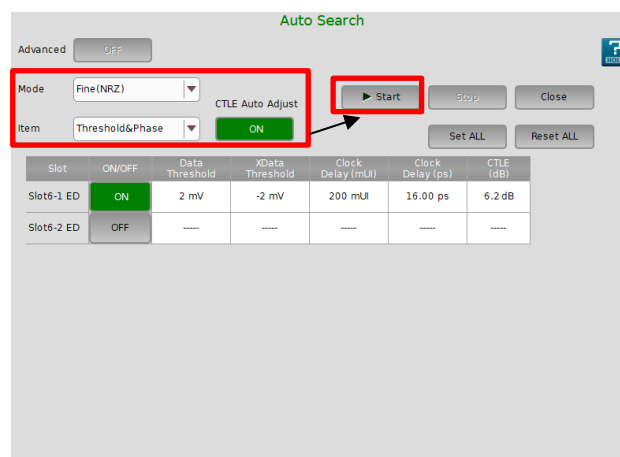 Auto Search
Advanced OFF
?
Mode Fine(NRZ) CTLE Auto Adjust Start Stop Close
Item Threshold&Phase ON Set ALL Reset ALL
Slot ON/OFF Data Threshold XData Threshold Clock Delay (mUI) Clock Delay (ps) CTLE (dB)
Slot6-1 ED ON 2 mV -2 mV 200 mUI 16.00 ps 6.2 dB
Slot6-2 ED OFF ----- ----- ----- ----- -----